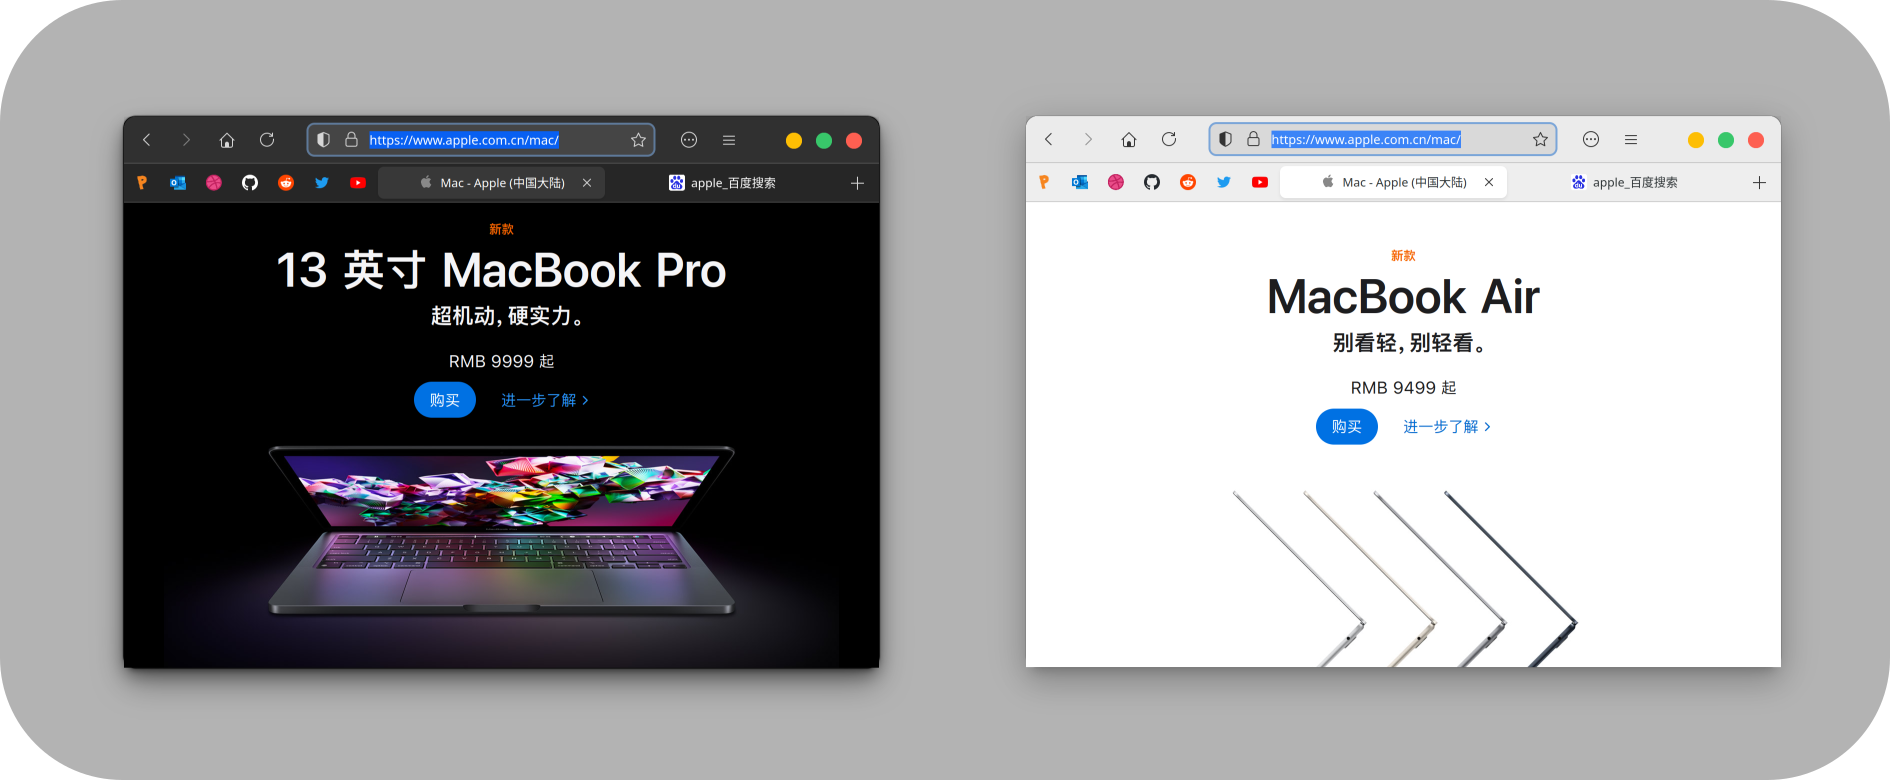 https://www.apple.com.cn/mac/
Mac - Apple (中国大陆)
apple_百度搜索
新款
13 英寸 MacBook Pro
超机动，硬实力。
RMB 9999 起
购买
进一步了解 >
https://www.apple.com.cn/mac/
Mac - Apple (中国大陆)
apple_百度搜索
新款
MacBook Air
别看轻，别轻看。
RMB 9499 起
购买
进一步了解 >